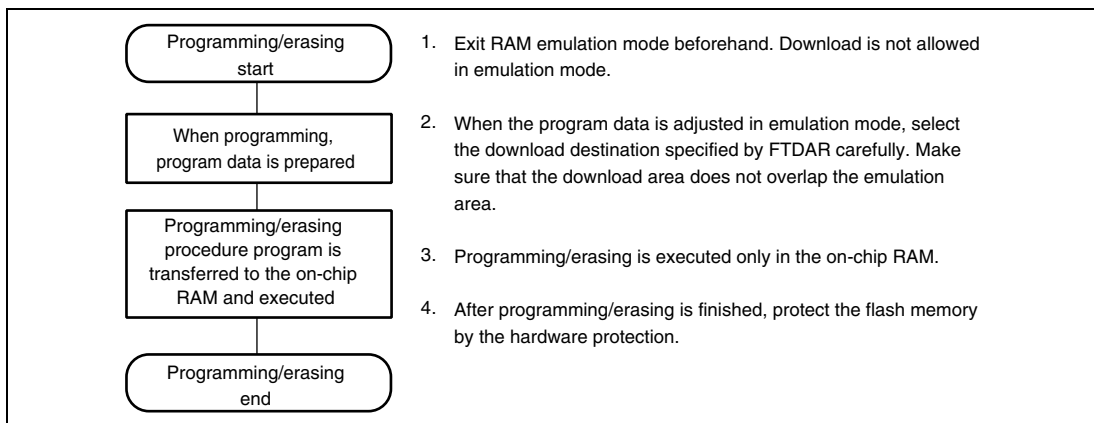 Programming/erasing
start
When programming,
program data is prepared
Programming/erasing
procedure program is
transferred to the on-chip
RAM and executed
Programming/erasing
end
1. Exit RAM emulation mode beforehand. Download is not allowed
in emulation mode.
2. When the program data is adjusted in emulation mode, select
the download destination specified by FTDAR carefully. Make
sure that the download area does not overlap the emulation
area.
3. Programming/erasing is executed only in the on-chip RAM.
4. After programming/erasing is finished, protect the flash memory
by the hardware protection.